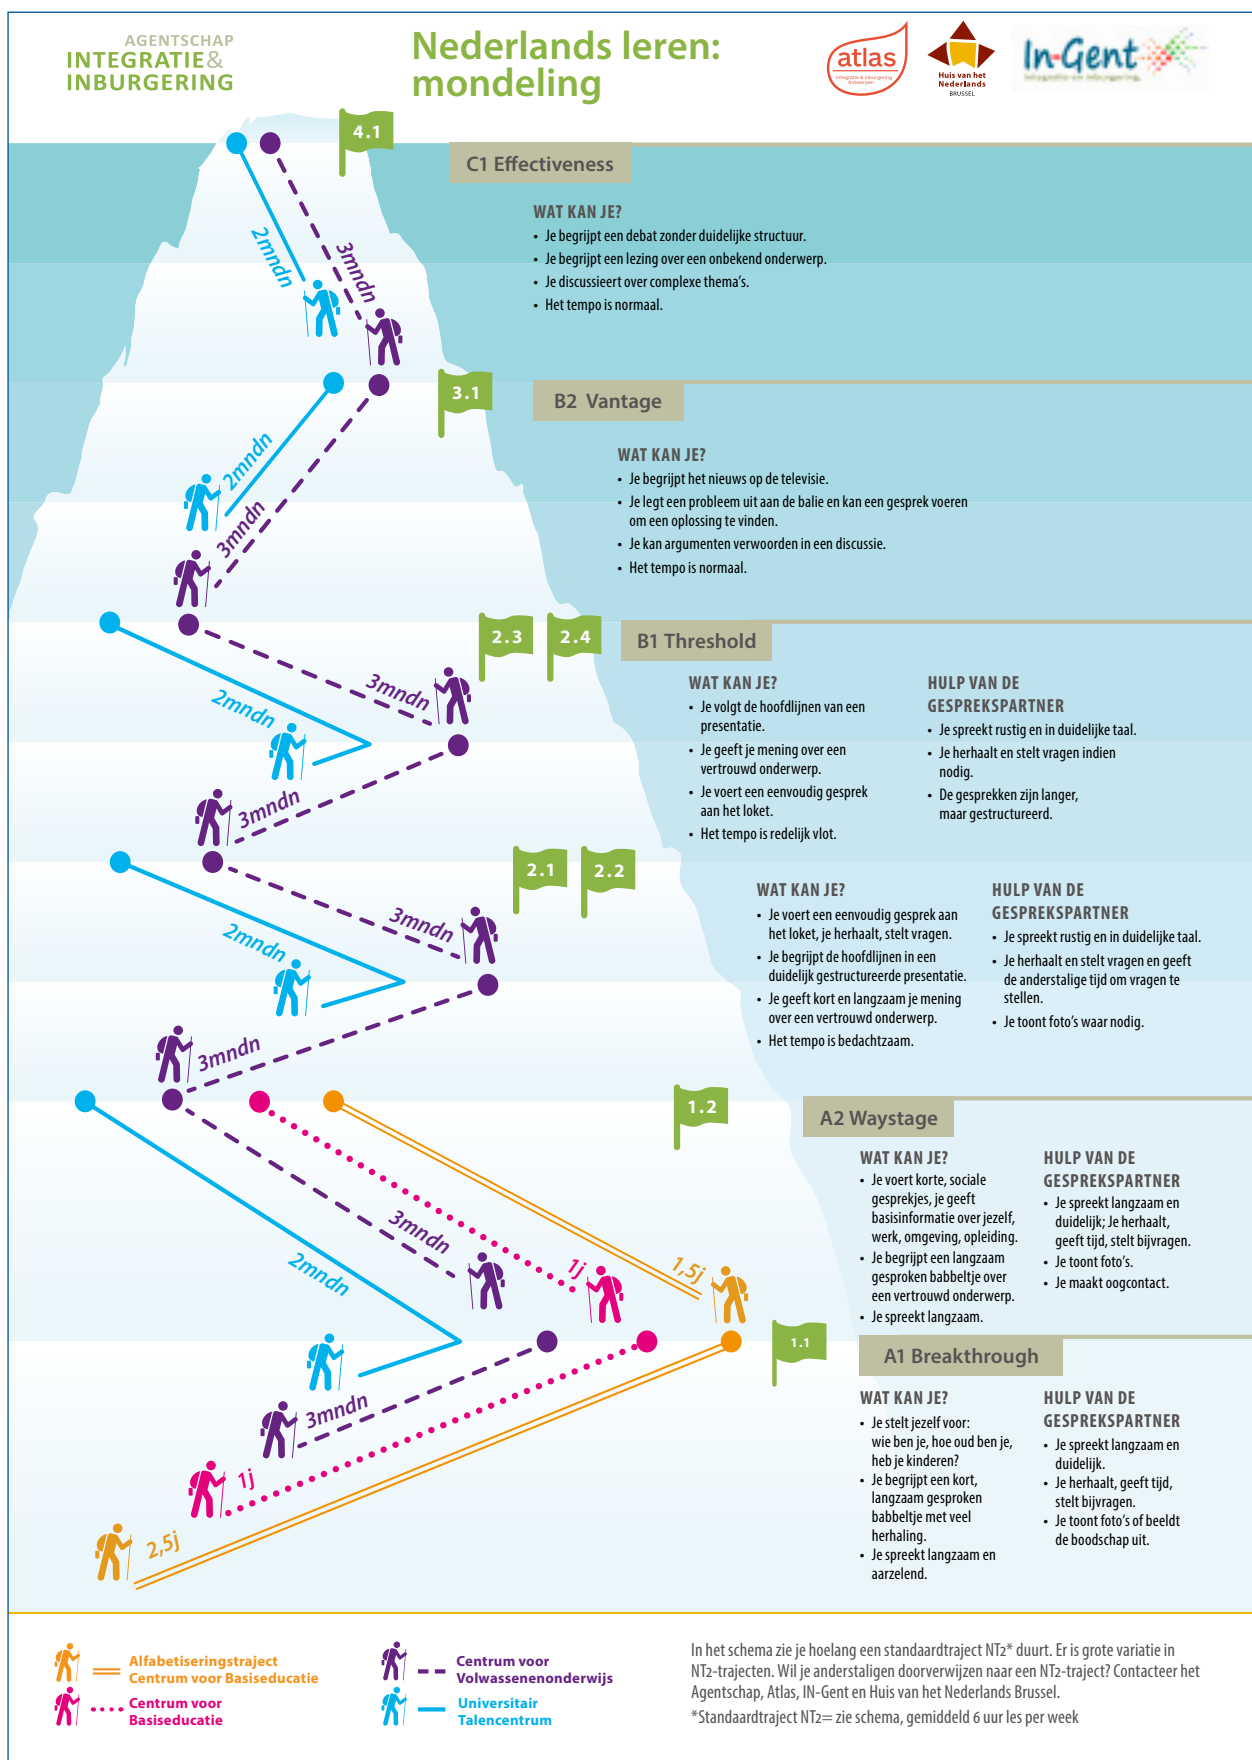 AGENTSCHAP
INTEGRATIE&
INBURGERING
Nederlands leren:
mondeling
atlas
integratie & inburgering
Antwerpen
Huis van het
Nederlands
BRUSSEL
In-Gent
integratie en inburgering
4.1
C1 Effectiveness
WAT KAN JE?
• Je begrijpt een debat zonder duidelijke structuur.
• Je begrijpt een lezing over een onbekend onderwerp.
• Je discussieert over complexe thema's.
• Het tempo is normaal.
2mndn
3mndn
3.1
B2 Vantage
WAT KAN JE?
• Je begrijpt het nieuws op de televisie.
• Je legt een probleem uit aan de balie en kan een gesprek voeren
om een oplossing te vinden.
• Je kan argumenten verwoorden in een discussie.
• Het tempo is normaal.
2mndn
3mndn
2.3
2.4
B1 Threshold
WAT KAN JE?
• Je volgt de hoofdlijnen van een
presentatie.
• Je geeft je mening over een
vertrouwd onderwerp.
• Je voert een eenvoudig gesprek
aan het loket.
• Het tempo is redelijk vlot.
HULP VAN DE
GESPREKSPARTNER
• Je spreekt rustig en in duidelijke taal.
• Je herhaalt en stelt vragen indien
nodig.
• De gesprekken zijn langer,
maar gestructureerd.
3mndn
2mndn
3mndn
2.1
2.2
WAT KAN JE?
• Je voert een eenvoudig gesprek aan
het loket, je herhaalt, stelt vragen.
• Je begrijpt de hoofdlijnen in een
duidelijk gestructureerde presentatie.
• Je geeft kort en langzaam je mening
over een vertrouwd onderwerp.
• Het tempo is bedachtzaam.
HULP VAN DE
GESPREKSPARTNER
• Je spreekt rustig en in duidelijke taal.
• Je herhaalt en stelt vragen en geeft
de anderstalige tijd om vragen te
stellen.
• Je toont foto's waar nodig.
3mndn
2mndn
3mndn
1.2
A2 Waystage
WAT KAN JE?
• Je voert korte, sociale
gesprekjes, je geeft
basisinformatie over jezelf,
werk, omgeving, opleiding.
• Je begrijpt een langzaam
gesproken babbeltje over
een vertrouwd onderwerp.
• Je spreekt langzaam.
HULP VAN DE
GESPREKSPARTNER
• Je spreekt langzaam en
duidelijk; Je herhaalt,
geeft tijd, stelt bijvragen.
• Je toont foto's.
• Je maakt oogcontact.
3mndn
2mndn
1j
1,5j
1.1
A1 Breakthrough
WAT KAN JE?
• Je stelt jezelf voor:
wie ben je, hoe oud ben je,
heb je kinderen?
• Je begrijpt een kort,
langzaam gesproken
babbeltje met veel
herhaling.
• Je spreekt langzaam en
aarzelend.
HULP VAN DE
GESPREKSPARTNER
• Je spreekt langzaam en
duidelijk.
• Je herhaalt, geeft tijd,
stelt bijvragen.
• Je toont foto's of beeldt
de boodschap uit.
3mndn
1j
2,5j
Alfabetiseringstraject
Centrum voor Basiseducatie
Centrum voor
Basiseducatie
Centrum voor
Volwassenenonderwijs
Universitair
Talencentrum
In het schema zie je hoelang een standaardtraject NT2* duurt. Er is grote variatie in
NT2-trajecten. Wil je anderstaligen doorverwijzen naar een NT2-traject? Contacteer het
Agentschap, Atlas, IN-Gent en Huis van het Nederlands Brussel.
*Standaardtraject NT2= zie schema, gemiddeld 6 uur les per week